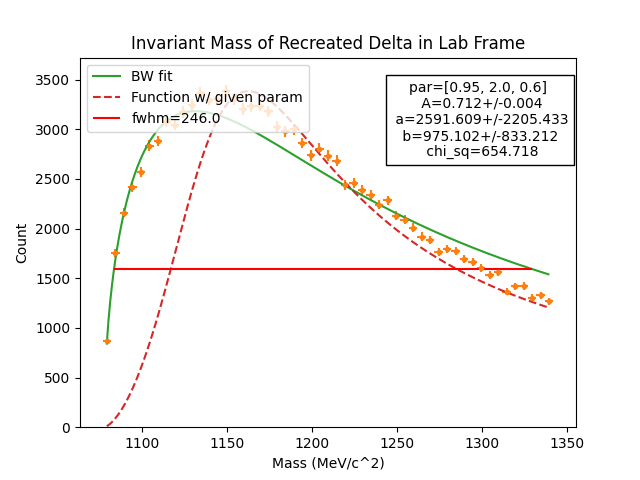 Invariant Mass of Recreated Delta in Lab Frame
BW fit
Function w/ given param
fwhm=246.0
par=[0.95, 2.0, 0.6]
A=0.712+/-0.004
a=2591.609+/-2205.433
b=975.102+/-833.212
chi_sq=654.718
Count
3500
3000
2500
2000
1500
1000
500
0
1100
1150
1200
1250
1300
1350
Mass (MeV/c^2)